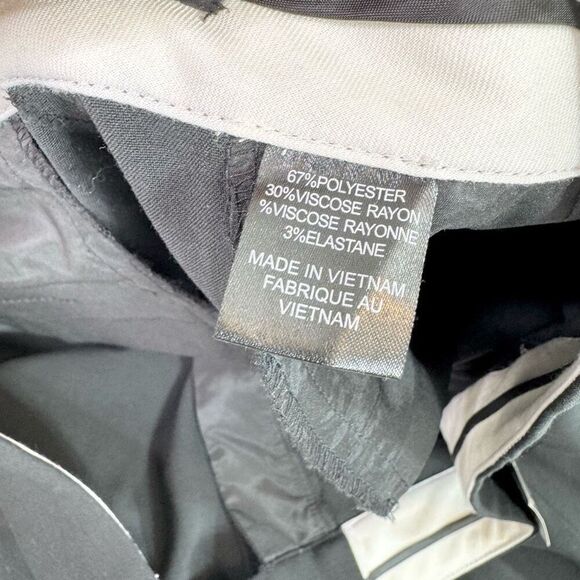 67%POLYESTER
30%VISCOSE RAYON
%VISCOSE RAYONNE
3%ELASTANE
MADE IN VIETNAM
FABRIQUE AU
VIETNAM